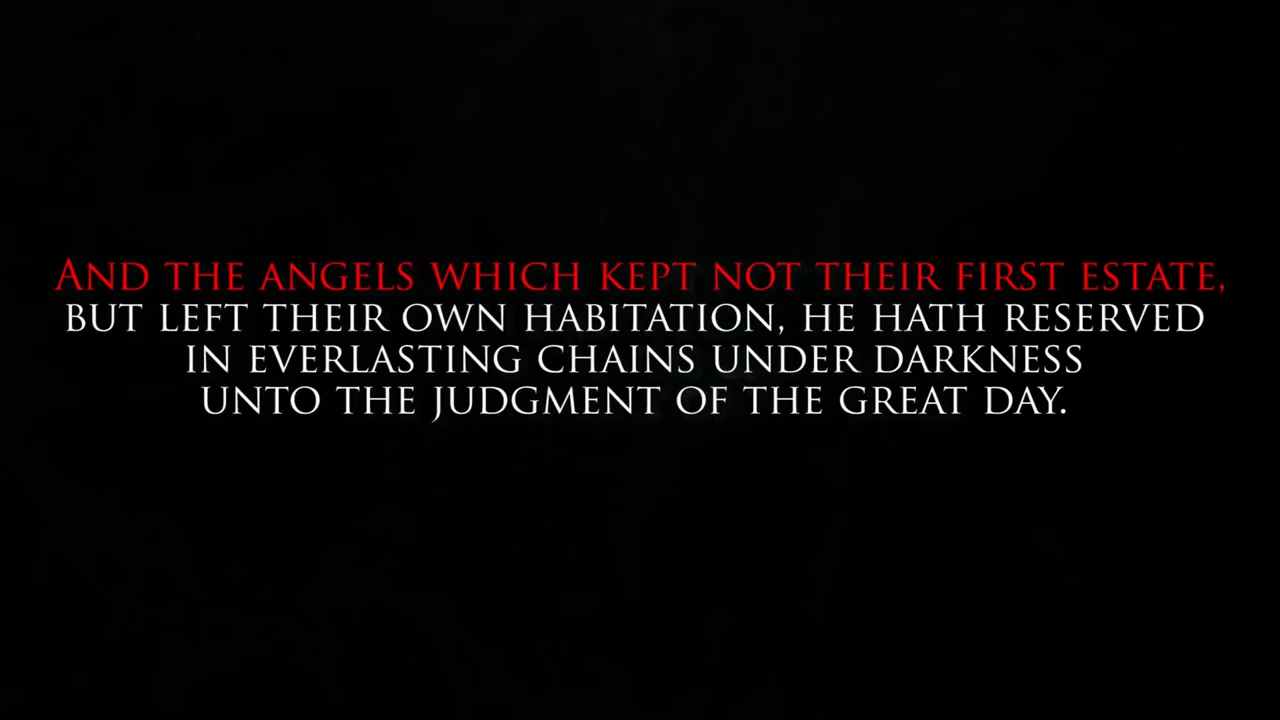 And the angels which kept not their first estate,
but left their own habitation, he hath reserved
in everlasting chains under darkness
unto the judgment of the great day.